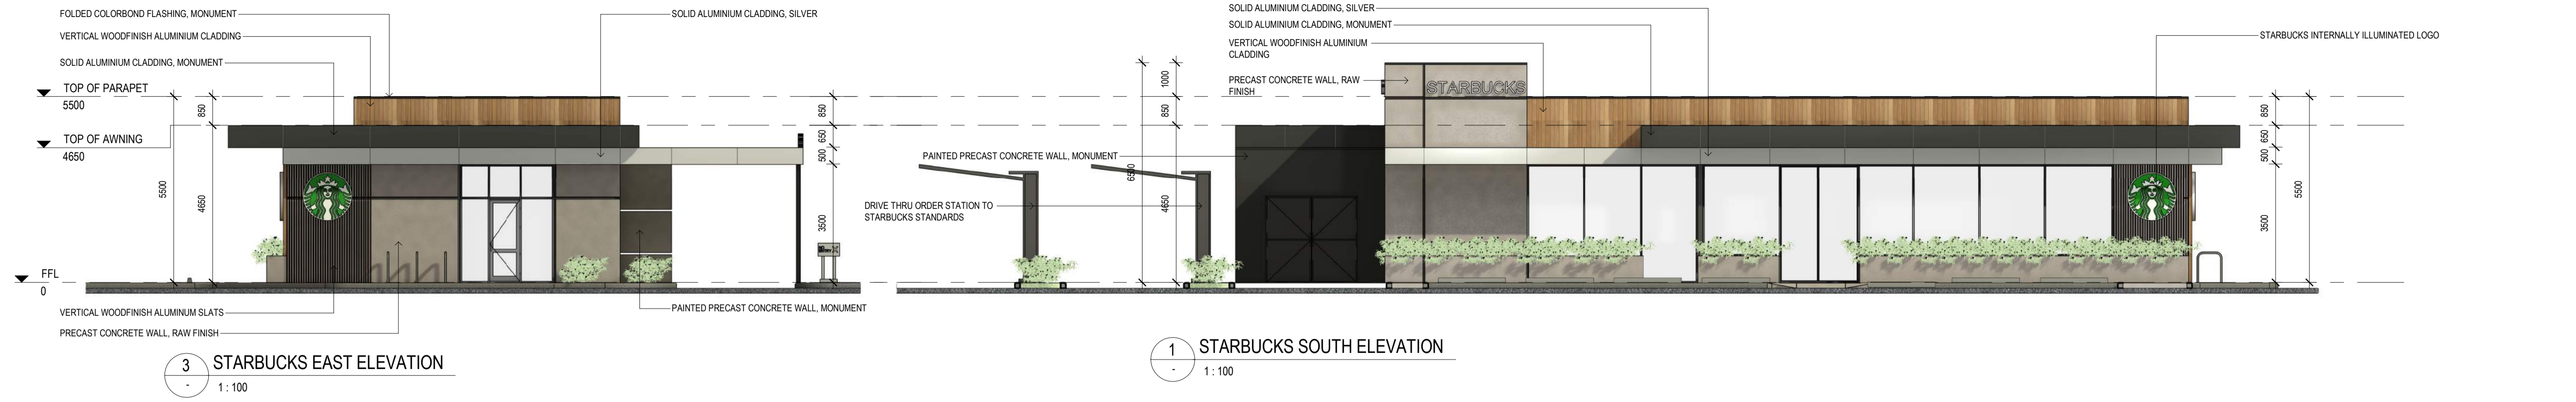 FOLDED COLORBOND FLASHING, MONUMENT
VERTICAL WOODFINISH ALUMINIUM CLADDING
SOLID ALUMINIUM CLADDING, MONUMENT
SOLID ALUMINIUM CLADDING, SILVER
TOP OF PARAPET
5500
TOP OF AWNING
4650
FFL
0
850
5500
4650
850
650
500
3500
VERTICAL WOODFINISH ALUMINUM SLATS
PRECAST CONCRETE WALL, RAW FINISH
PAINTED PRECAST CONCRETE WALL, MONUMENT
3
-
STARBUCKS EAST ELEVATION
1 : 100
SOLID ALUMINIUM CLADDING, SILVER
SOLID ALUMINIUM CLADDING, MONUMENT
VERTICAL WOODFINISH ALUMINIUM
CLADDING
PRECAST CONCRETE WALL, RAW
FINISH
STARBUCKS INTERNALLY ILLUMINATED LOGO
STARBUCKS
1000
850
6500
4650
PAINTED PRECAST CONCRETE WALL, MONUMENT
DRIVE THRU ORDER STATION TO
STARBUCKS STANDARDS
850
650
500
3500
5500
1
-
STARBUCKS SOUTH ELEVATION
1 : 100